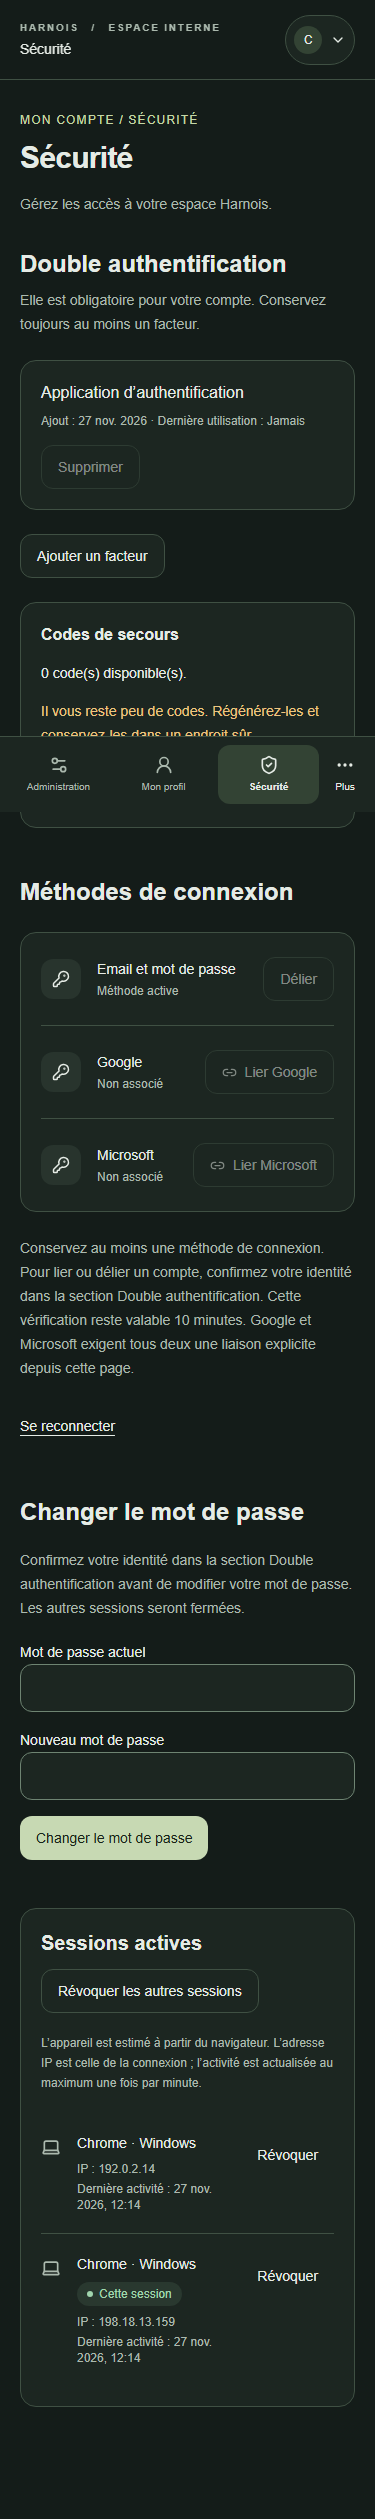 HARNOIS / ESPACE INTERNE
Sécurité
C
MON COMPTE / SÉCURITÉ
Sécurité
Gérez les accès à votre espace Harnois.
Double authentification
Elle est obligatoire pour votre compte. Conservez
toujours au moins un facteur.
Application d’authentification
Ajout : 27 nov. 2026 · Dernière utilisation : Jamais
Supprimer
Ajouter un facteur
Codes de secours
0 code(s) disponible(s).
Il vous reste peu de codes. Régénérez-les et
conservez-les dans un endroit sûr.
Administration
Mon profil
Sécurité
Plus
Méthodes de connexion
Email et mot de passe
Méthode active
Délier
Google
Non associé
Lier Google
Microsoft
Non associé
Lier Microsoft
Conservez au moins une méthode de connexion.
Pour lier ou délier un compte, confirmez votre identité
dans la section Double authentification. Cette
vérification reste valable 10 minutes. Google et
Microsoft exigent tous deux une liaison explicite
depuis cette page.
Se reconnecter
Changer le mot de passe
Confirmez votre identité dans la section Double
authentification avant de modifier votre mot de passe.
Les autres sessions seront fermées.
Mot de passe actuel
Nouveau mot de passe
Changer le mot de passe
Sessions actives
Révoquer les autres sessions
L’appareil est estimé à partir du navigateur. L’adresse
IP est celle de la connexion ; l’activité est actualisée au
maximum une fois par minute.
Chrome · Windows
IP : 192.0.2.14
Dernière activité : 27 nov.
2026, 12:14
Révoquer
Chrome · Windows
Cette session
IP : 198.18.13.159
Dernière activité : 27 nov.
2026, 12:14
Révoquer